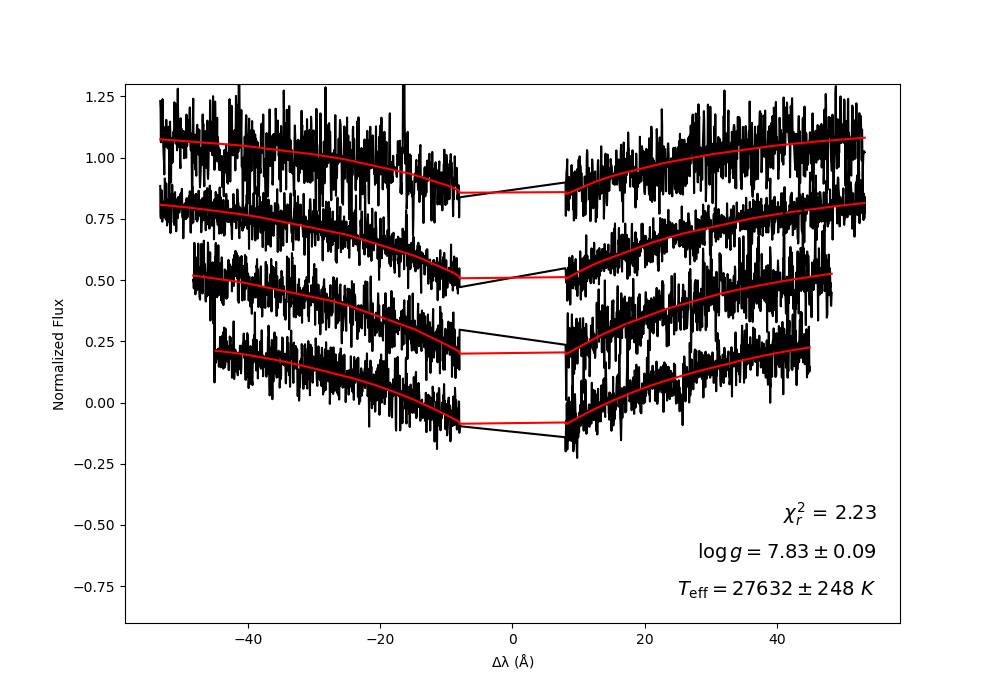 1.25
1.00
0.75
0.50
0.25
0.00
−0.25
−0.50
−0.75
Normalized Flux
χ²ᵣ = 2.23
log g = 7.83 ± 0.09
T_eff = 27632 ± 248 K
−40 −20 0 20 40
Δλ (Å)